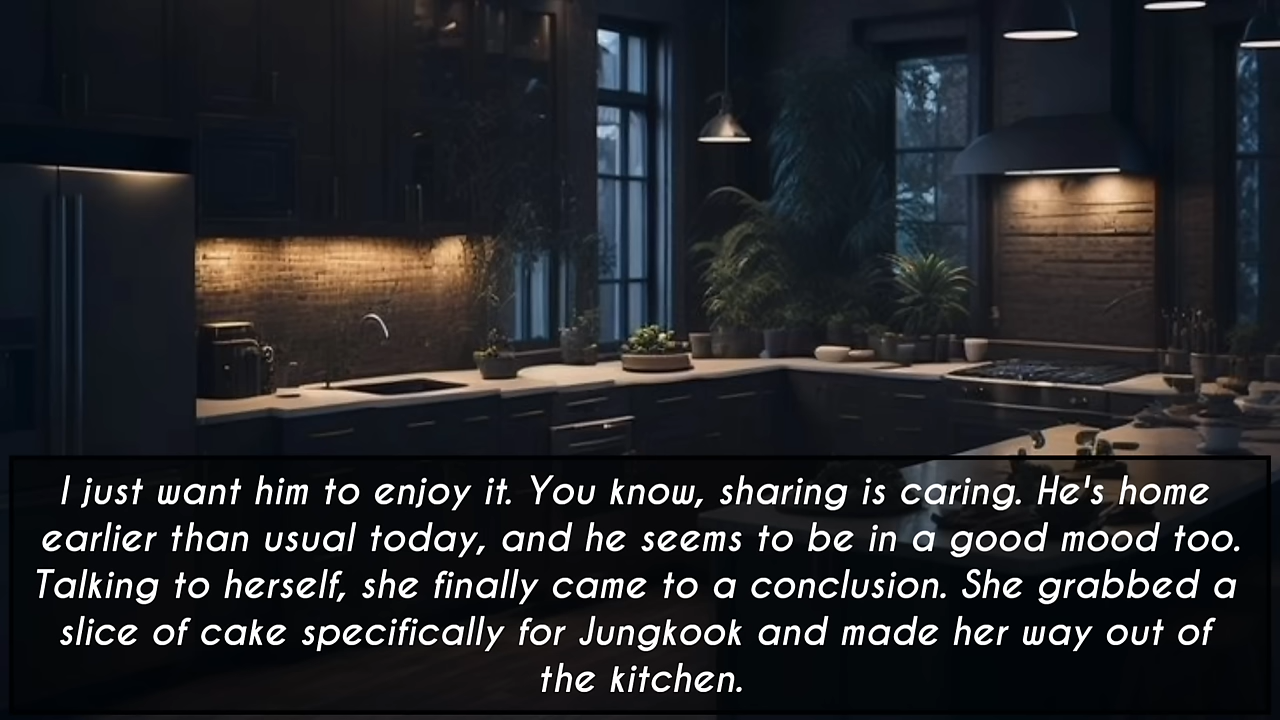 I just want him to enjoy it. You know, sharing is caring. He's home
earlier than usual today, and he seems to be in a good mood too.
Talking to herself, she finally came to a conclusion. She grabbed a
slice of cake specifically for Jungkook and made her way out of
the kitchen.